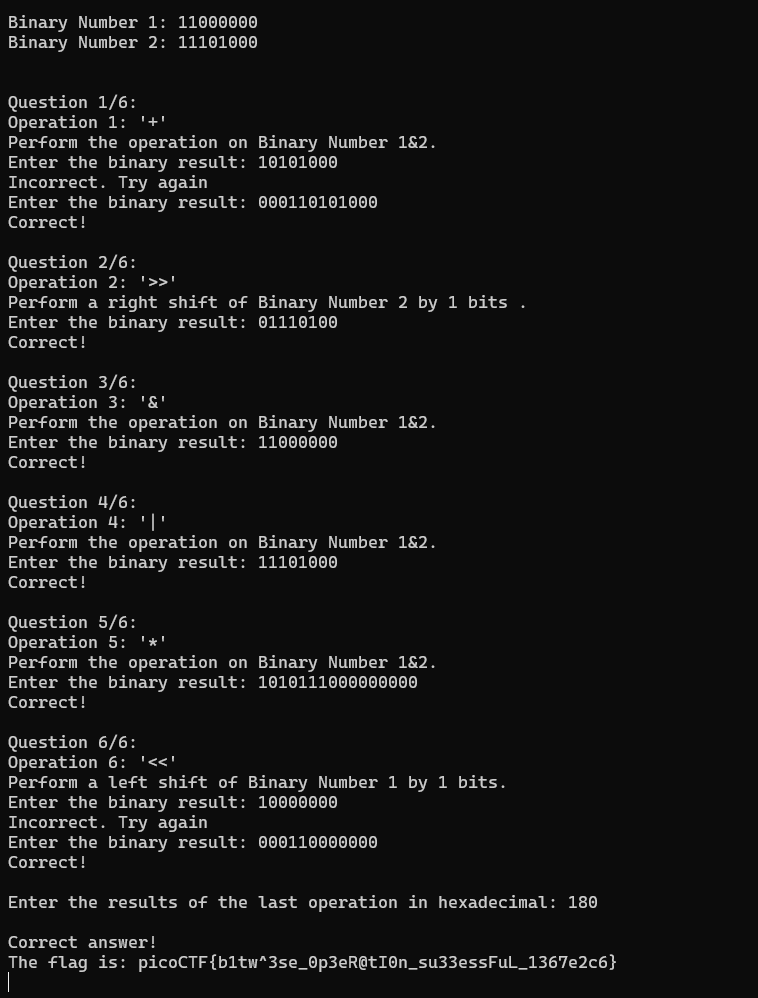 Binary Number 1: 11000000
Binary Number 2: 11101000
Question 1/6:
Operation 1: '+'
Perform the operation on Binary Number 1&2.
Enter the binary result: 10101000
Incorrect. Try again
Enter the binary result: 000110101000
Correct!
Question 2/6:
Operation 2: '>>'
Perform a right shift of Binary Number 2 by 1 bits .
Enter the binary result: 01110100
Correct!
Question 3/6:
Operation 3: '&'
Perform the operation on Binary Number 1&2.
Enter the binary result: 11000000
Correct!
Question 4/6:
Operation 4: '|'
Perform the operation on Binary Number 1&2.
Enter the binary result: 11101000
Correct!
Question 5/6:
Operation 5: '*'
Perform the operation on Binary Number 1&2.
Enter the binary result: 1010111000000000
Correct!
Question 6/6:
Operation 6: '<<'
Perform a left shift of Binary Number 1 by 1 bits.
Enter the binary result: 10000000
Incorrect. Try again
Enter the binary result: 000110000000
Correct!
Enter the results of the last operation in hexadecimal: 180
Correct answer!
The flag is: picoCTF{b1tw^3se_0p3eR@tI0n_su33essFuL_1367e2c6}